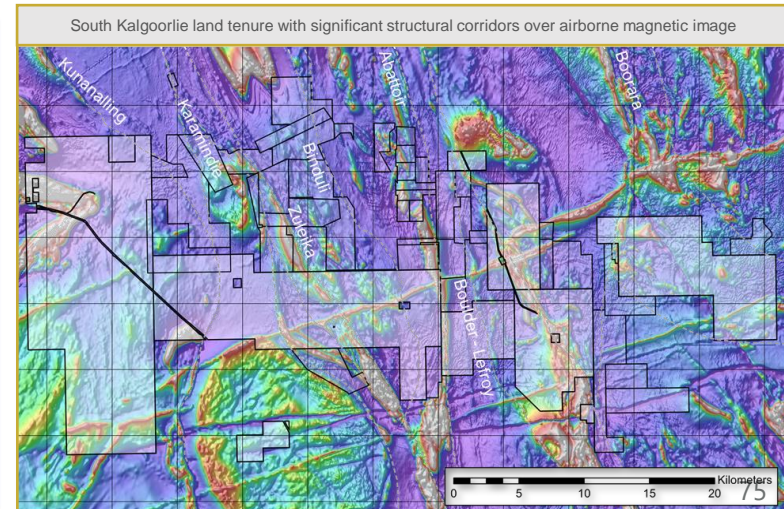 South Kalgoorlie land tenure with significant structural corridors over airborne magnetic image
Kunanalling
Karamindie
Zuleika
Binduli
Abattoir
Boulder - Lefroy
Boorara
Kilometers
0 5 10 15 20
75